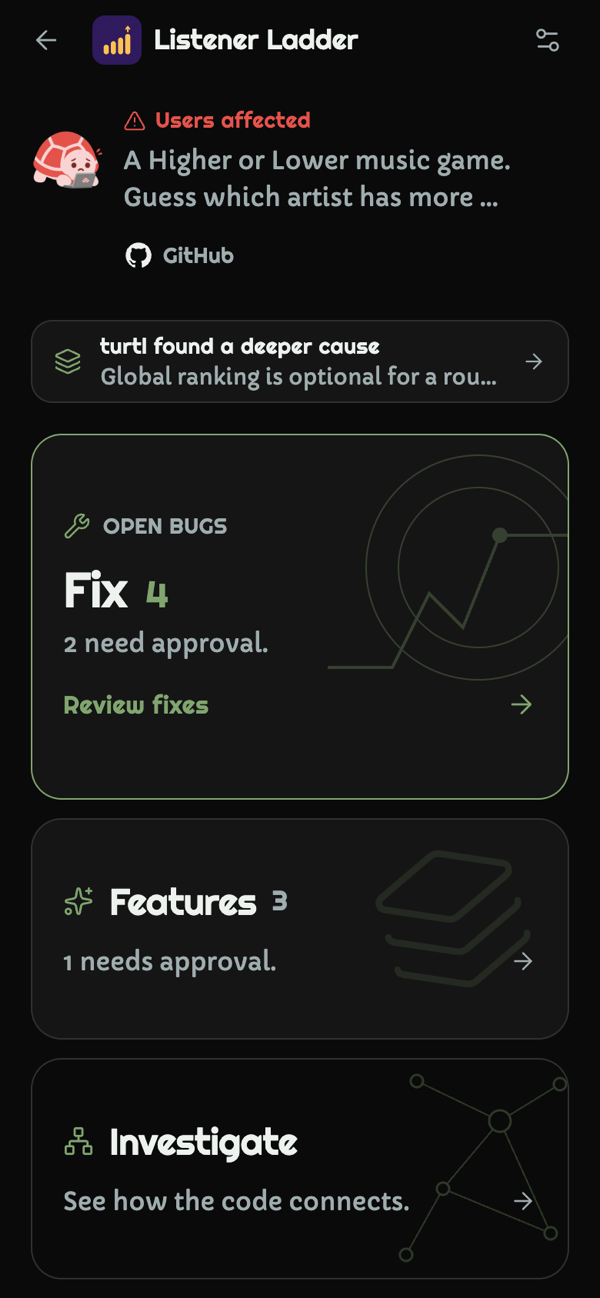 Listener Ladder
Users affected
A Higher or Lower music game.
Guess which artist has more ...
GitHub
turtl found a deeper cause
Global ranking is optional for a rou...
OPEN BUGS
Fix 4
2 need approval.
Review fixes
Features 3
1 needs approval.
Investigate
See how the code connects.